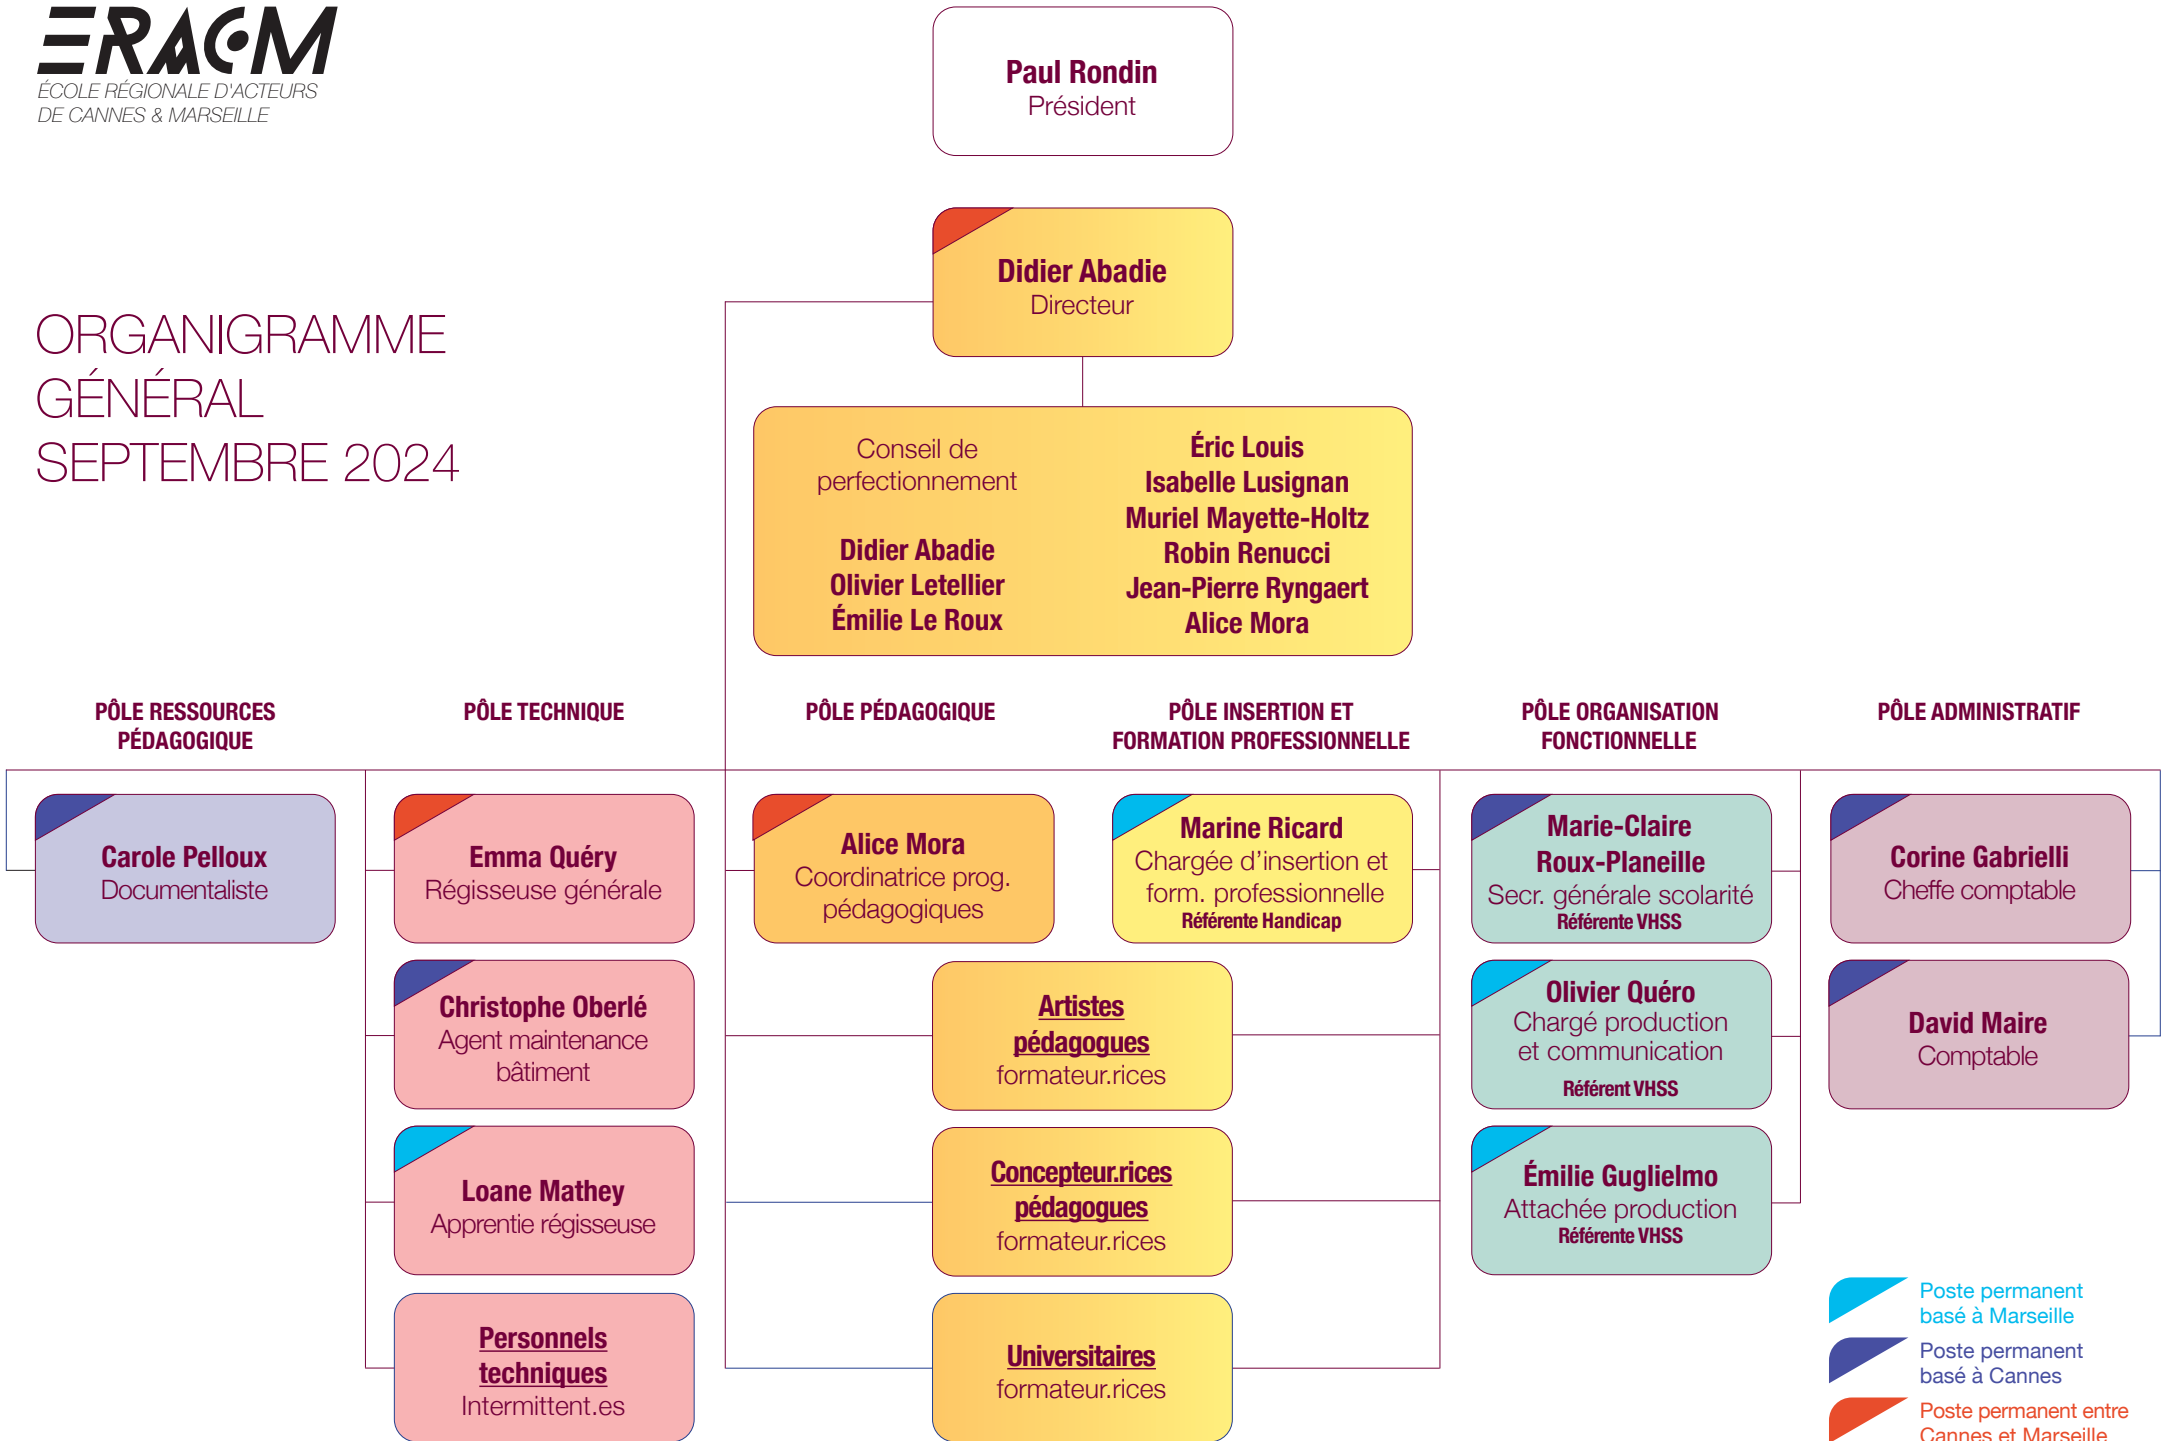 ERACM
ÉCOLE RÉGIONALE D'ACTEURS
DE CANNES & MARSEILLE
Paul Rondin
Président
Didier Abadie
Directeur
ORGANIGRAMME
GÉNÉRAL
SEPTEMBRE 2024
Conseil de
perfectionnement
Didier Abadie
Olivier Letellier
Émilie Le Roux
Éric Louis
Isabelle Lusignan
Muriel Mayette-Holtz
Robin Renucci
Jean-Pierre Ryngaert
Alice Mora
PÔLE RESSOURCES
PÉDAGOGIQUE
Carole Pelloux
Documentaliste
PÔLE TECHNIQUE
Emma Quéry
Régisseuse générale
Christophe Oberlé
Agent maintenance
bâtiment
Loane Mathey
Apprentie régisseuse
Personnels
techniques
Intermittent.es
PÔLE PÉDAGOGIQUE
Alice Mora
Coordinatrice prog.
pédagogiques
PÔLE INSERTION ET
FORMATION PROFESSIONNELLE
Marine Ricard
Chargée d'insertion et
form. professionnelle
Référente Handicap
Artistes
pédagogues
formateur.rices
Concepteur.rices
pédagogues
formateur.rices
Universitaires
formateur.rices
PÔLE ORGANISATION
FONCTIONNELLE
Marie-Claire
Roux-Planeille
Secr. générale scolarité
Référente VHSS
Olivier Quéro
Chargé production
et communication
Référent VHSS
Émilie Guglielmo
Attachée production
Référente VHSS
PÔLE ADMINISTRATIF
Corine Gabrielli
Cheffe comptable
David Maire
Comptable
Poste permanent
basé à Marseille
Poste permanent
basé à Cannes
Poste permanent entre
Cannes et Marseille